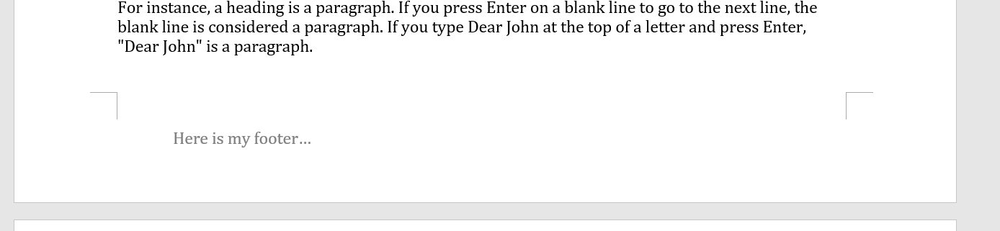 For instance, a heading is a paragraph. If you press Enter on a blank line to go to the next line, the
blank line is considered a paragraph. If you type Dear John at the top of a letter and press Enter,
"Dear John" is a paragraph.
Here is my footer...